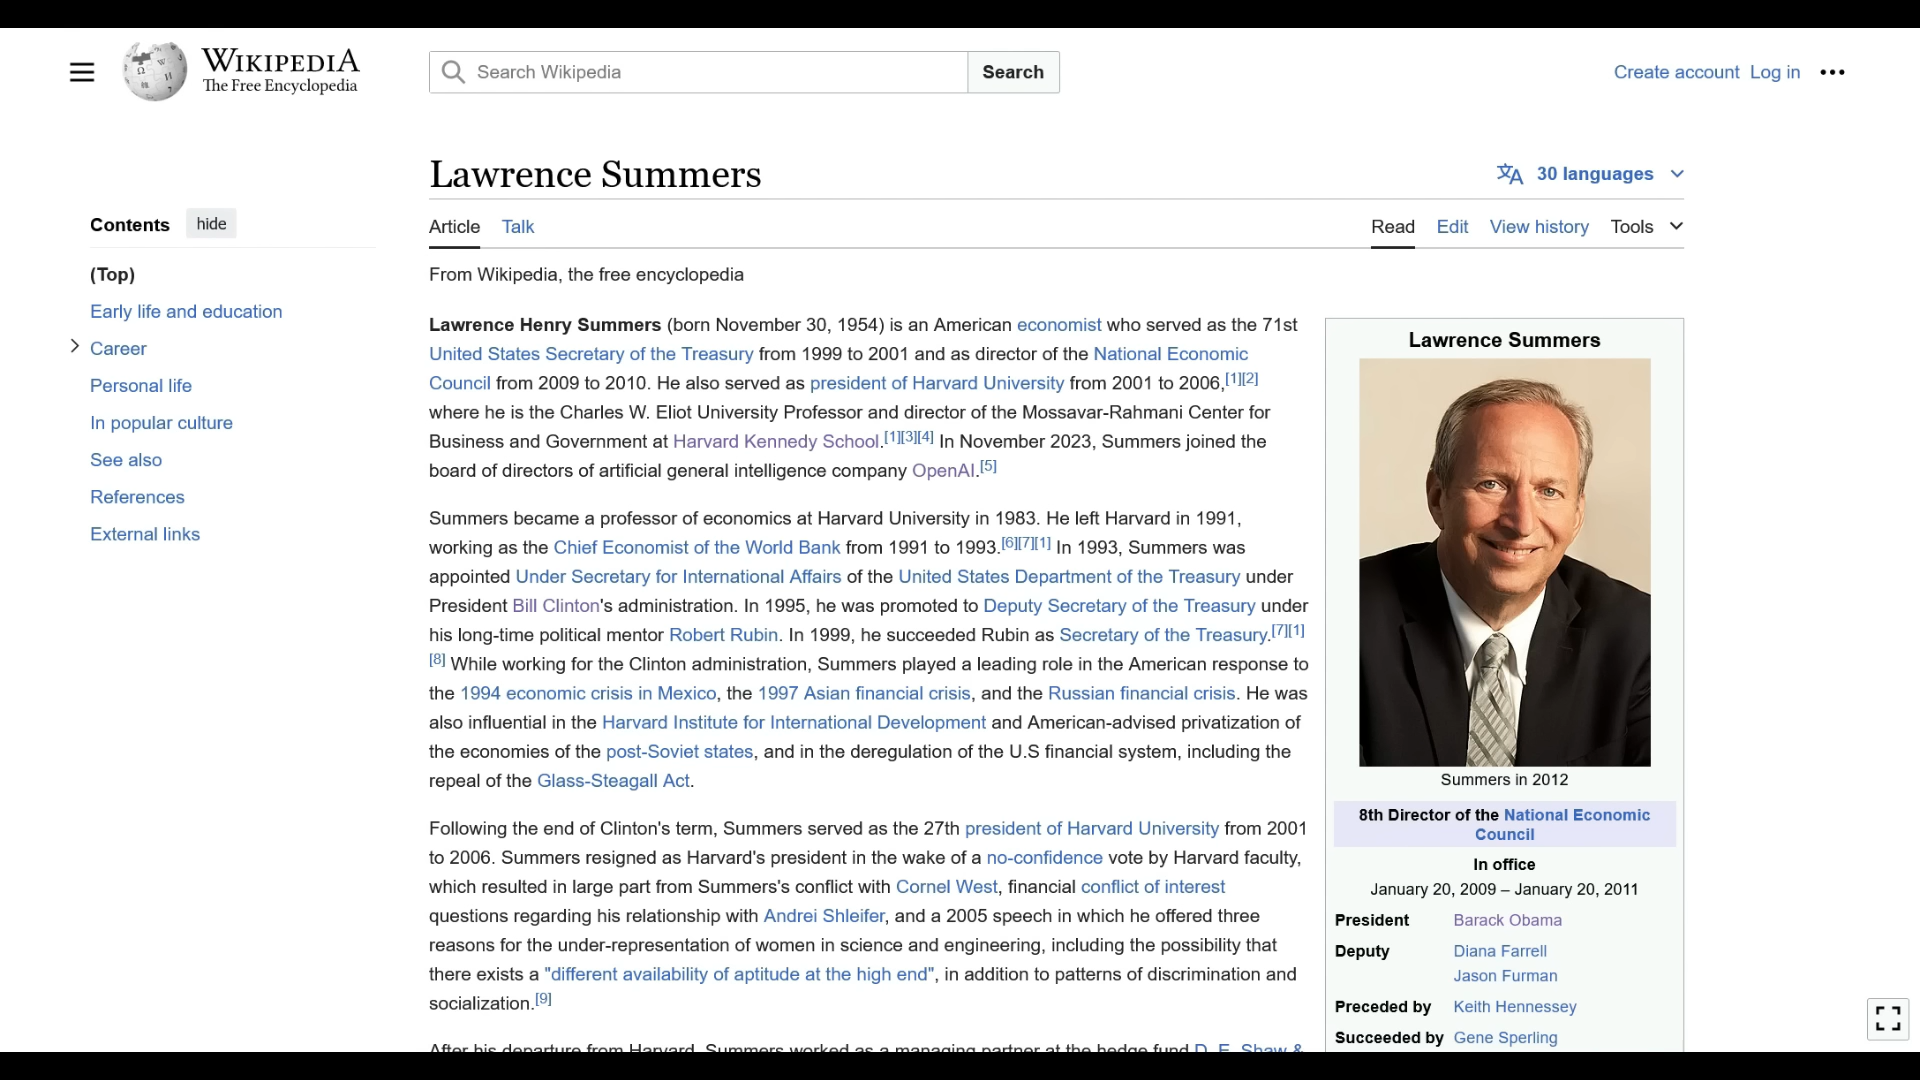 WIKIPEDIA
The Free Encyclopedia
Search Wikipedia
Search
Create account Log in
Lawrence Summers
30 languages
Contents hide
Article Talk
Read Edit View history Tools
(Top)
Early life and education
Career
Personal life
In popular culture
See also
References
External links
From Wikipedia, the free encyclopedia
Lawrence Henry Summers (born November 30, 1954) is an American economist who served as the 71st
United States Secretary of the Treasury from 1999 to 2001 and as director of the National Economic
Council from 2009 to 2010. He also served as president of Harvard University from 2001 to 2006,[1][2]
where he is the Charles W. Eliot University Professor and director of the Mossavar-Rahmani Center for
Business and Government at Harvard Kennedy School.[1][3][4] In November 2023, Summers joined the
board of directors of artificial general intelligence company OpenAI.[5]
Summers became a professor of economics at Harvard University in 1983. He left Harvard in 1991,
working as the Chief Economist of the World Bank from 1991 to 1993.[6][7][1] In 1993, Summers was
appointed Under Secretary for International Affairs of the United States Department of the Treasury under
President Bill Clinton's administration. In 1995, he was promoted to Deputy Secretary of the Treasury under
his long-time political mentor Robert Rubin. In 1999, he succeeded Rubin as Secretary of the Treasury.[7][1]
[8] While working for the Clinton administration, Summers played a leading role in the American response to
the 1994 economic crisis in Mexico, the 1997 Asian financial crisis, and the Russian financial crisis. He was
also influential in the Harvard Institute for International Development and American-advised privatization of
the economies of the post-Soviet states, and in the deregulation of the U.S financial system, including the
repeal of the Glass-Steagall Act.
Following the end of Clinton's term, Summers served as the 27th president of Harvard University from 2001
to 2006. Summers resigned as Harvard's president in the wake of a no-confidence vote by Harvard faculty,
which resulted in large part from Summers's conflict with Cornel West, financial conflict of interest
questions regarding his relationship with Andrei Shleifer, and a 2005 speech in which he offered three
reasons for the under-representation of women in science and engineering, including the possibility that
there exists a "different availability of aptitude at the high end", in addition to patterns of discrimination and
socialization.[9]
After his departure from Harvard, Summers worked as a managing partner at the hedge fund D. E. Shaw &
Lawrence Summers
Summers in 2012
8th Director of the National Economic
Council
In office
January 20, 2009 – January 20, 2011
President Barack Obama
Deputy Diana Farrell
Jason Furman
Preceded by Keith Hennessey
Succeeded by Gene Sperling